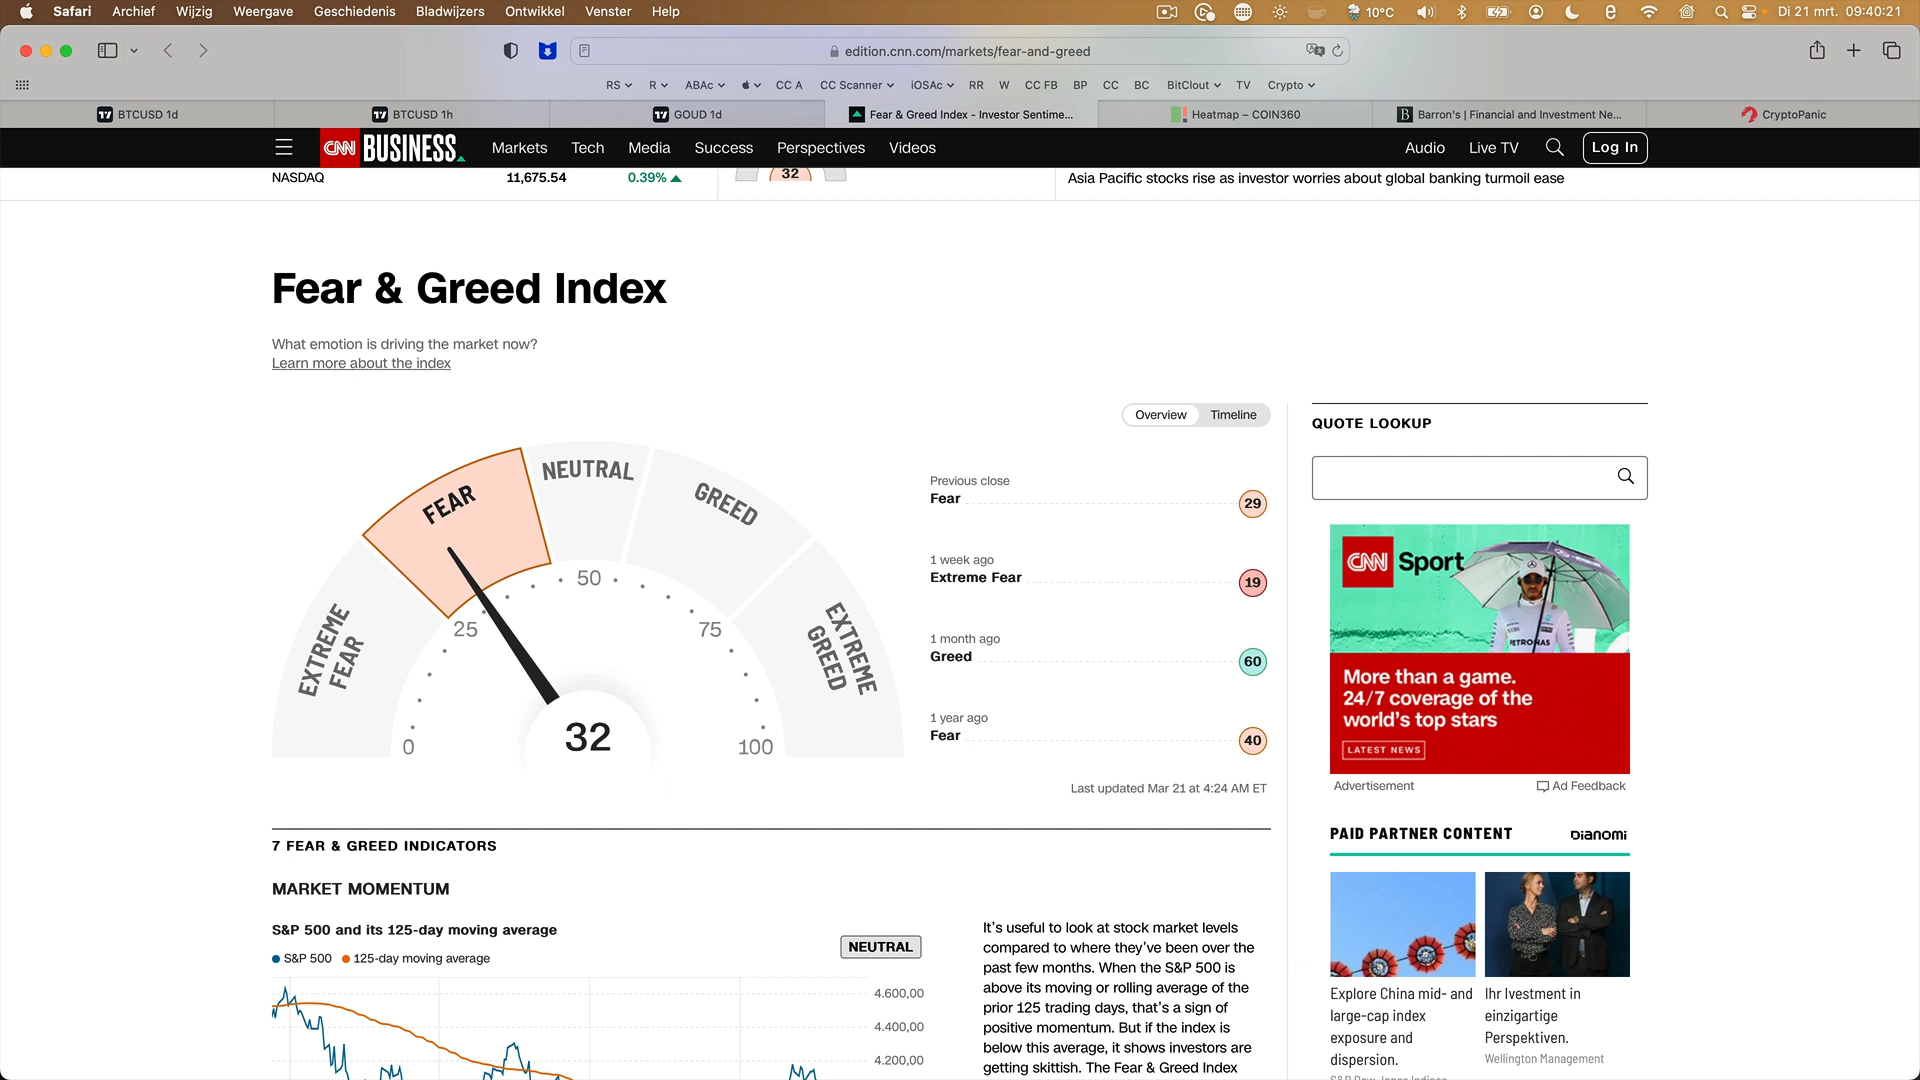 Safari Archief Wijzig Weergave Geschiedenis Bladwijzers Ontwikkel Venster Help 10°C Di 21 mrt. 09:40:21
edition.cnn.com/markets/fear-and-greed
RS R ABAc CC A CC Scanner iOSAc RR W CC FB BP CC BC BitClout TV Crypto
BTCUSD 1d BTCUSD 1h GOUD 1d Fear & Greed Index - Investor Sentime... Heatmap – COIN360 Barron's | Financial and Investment Ne... CryptoPanic
CNN BUSINESS Markets Tech Media Success Perspectives Videos Audio Live TV Log In
NASDAQ 11,675.54 0.39% 32 Asia Pacific stocks rise as investor worries about global banking turmoil ease
Fear & Greed Index
What emotion is driving the market now?
Learn more about the index
Overview Timeline
EXTREME FEAR
FEAR
NEUTRAL
GREED
EXTREME GREED
0 25 50 75 100
32
Previous close
Fear 29
1 week ago
Extreme Fear 19
1 month ago
Greed 60
1 year ago
Fear 40
Last updated Mar 21 at 4:24 AM ET
7 FEAR & GREED INDICATORS
MARKET MOMENTUM
S&P 500 and its 125-day moving average
NEUTRAL
S&P 500 125-day moving average
4.600,00
4.400,00
4.200,00
It's useful to look at stock market levels
compared to where they've been over the
past few months. When the S&P 500 is
above its moving or rolling average of the
prior 125 trading days, that's a sign of
positive momentum. But if the index is
below this average, it shows investors are
getting skittish. The Fear & Greed Index
QUOTE LOOKUP
CNN Sport
PETRONAS
More than a game.
24/7 coverage of the
world's top stars
LATEST NEWS
Advertisement Ad Feedback
PAID PARTNER CONTENT DIANOMI
Explore China mid- and
large-cap index
exposure and
dispersion.
S&P Dow Jones Indices
Ihr Ivestment in
einzigartige
Perspektiven.
Wellington Management